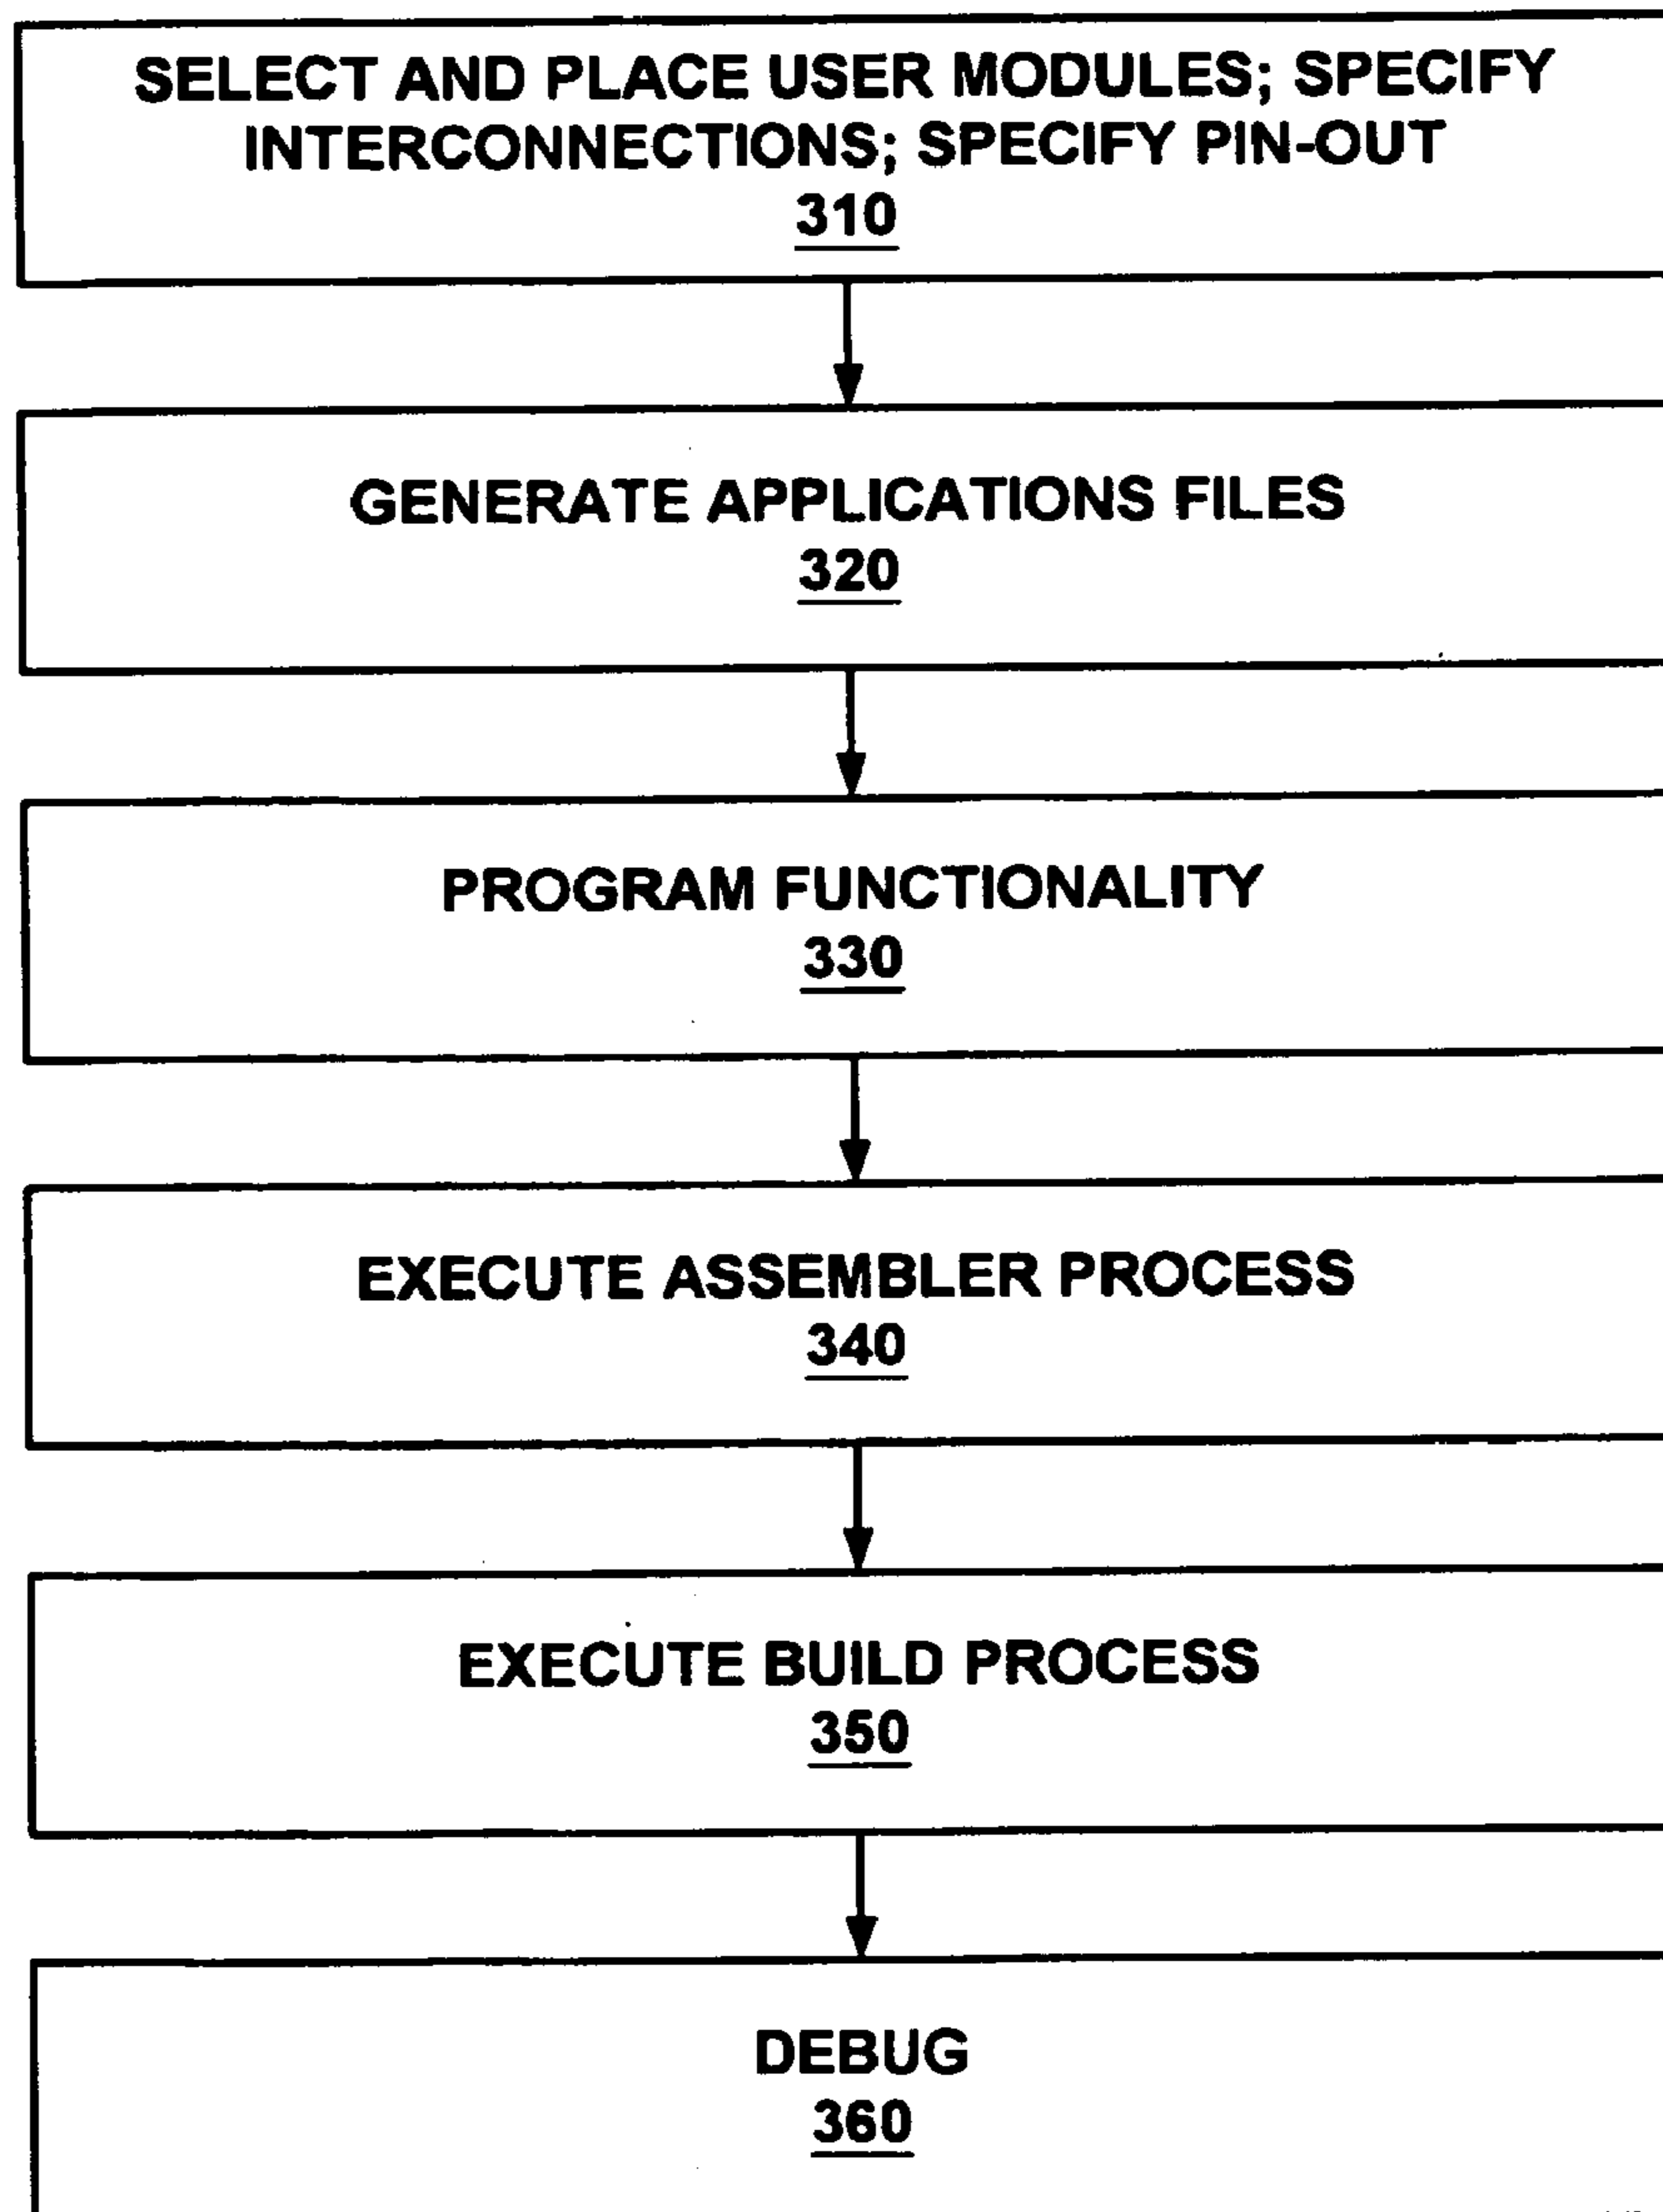 SELECT AND PLACE USER MODULES; SPECIFY
INTERCONNECTIONS; SPECIFY PIN-OUT
310
GENERATE APPLICATIONS FILES
320
PROGRAM FUNCTIONALITY
330
EXECUTE ASSEMBLER PROCESS
340
EXECUTE BUILD PROCESS
350
DEBUG
360